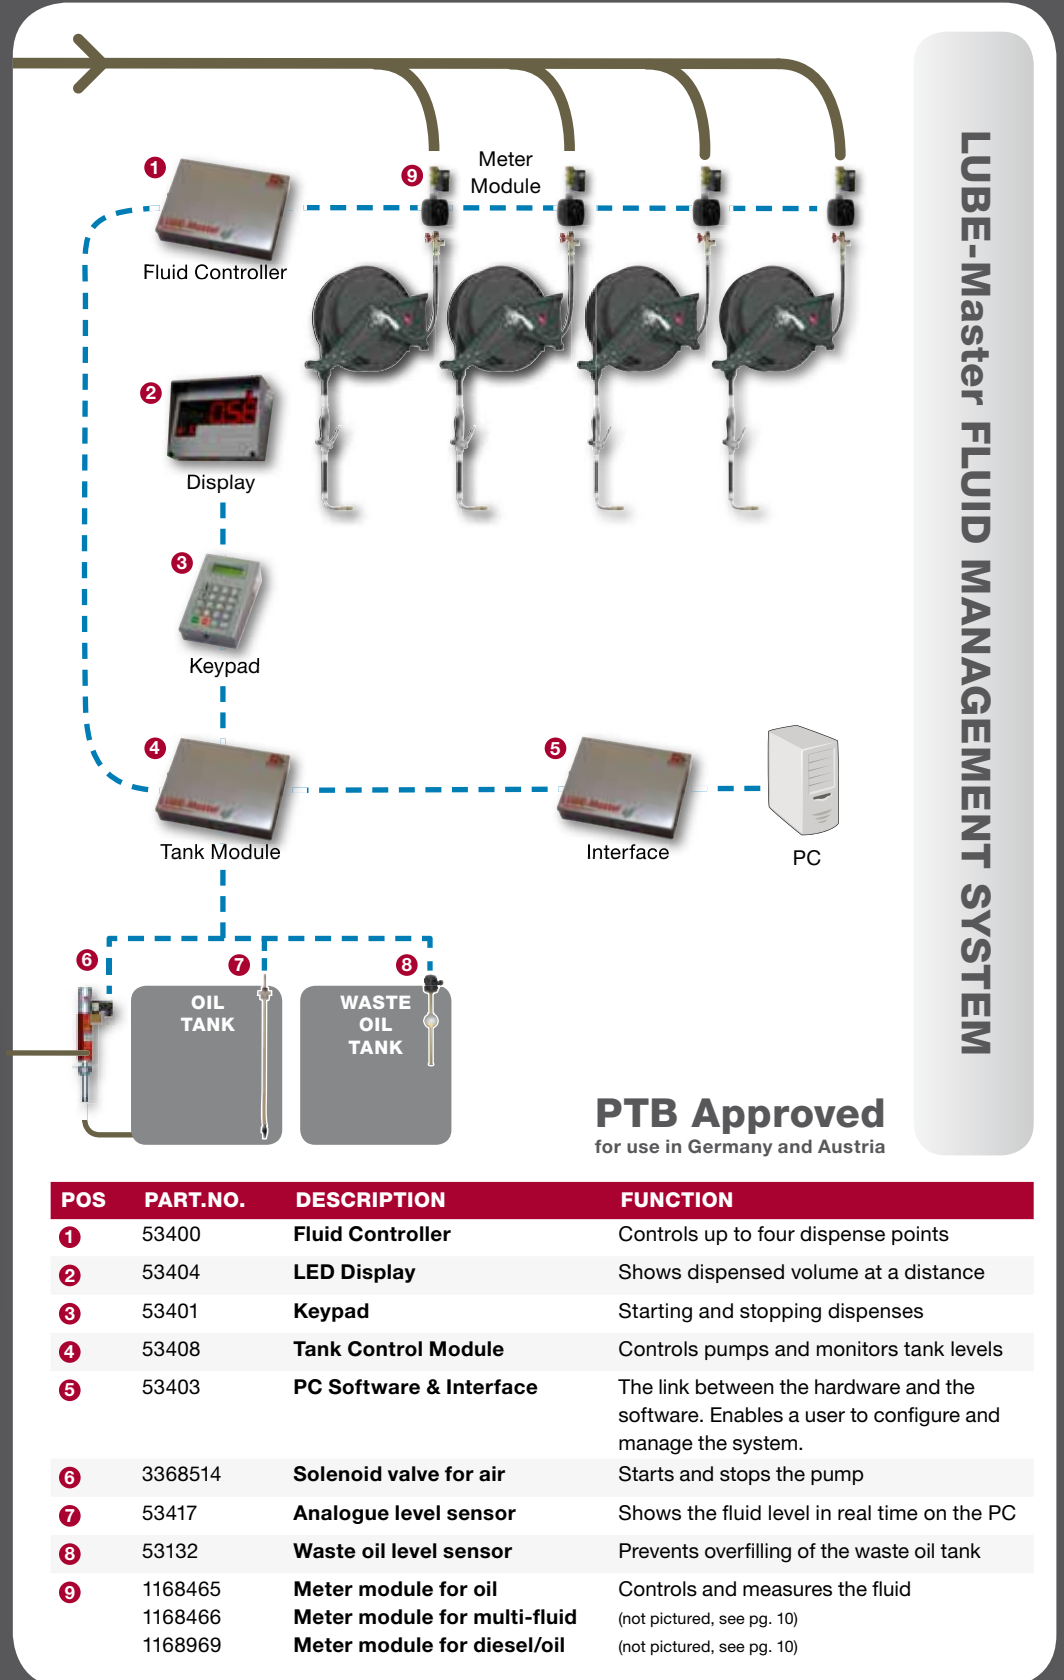 LUBE-Master FLUID MANAGEMENT SYSTEM
1
9
Meter
Module
LUBE-Master
Fluid Controller
2
Display
3
Keypad
4
5
LUBE-Master
LUBE-Master
Tank Module
Interface
PC
6
7
8
OIL
TANK
WASTE
OIL
TANK
PTB Approved
for use in Germany and Austria
POS PART.NO. DESCRIPTION FUNCTION
1 53400 Fluid Controller Controls up to four dispense points
2 53404 LED Display Shows dispensed volume at a distance
3 53401 Keypad Starting and stopping dispenses
4 53408 Tank Control Module Controls pumps and monitors tank levels
5 53403 PC Software & Interface The link between the hardware and the
software. Enables a user to configure and
manage the system.
6 3368514 Solenoid valve for air Starts and stops the pump
7 53417 Analogue level sensor Shows the fluid level in real time on the PC
8 53132 Waste oil level sensor Prevents overfilling of the waste oil tank
9 1168465 Meter module for oil Controls and measures the fluid
1168466 Meter module for multi-fluid (not pictured, see pg. 10)
1168969 Meter module for diesel/oil (not pictured, see pg. 10)